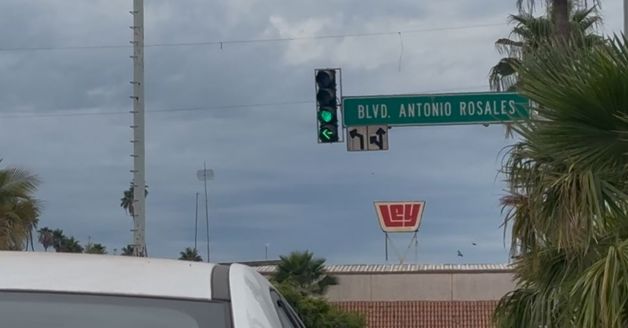 BLVD. ANTONIO ROSALES
LEY